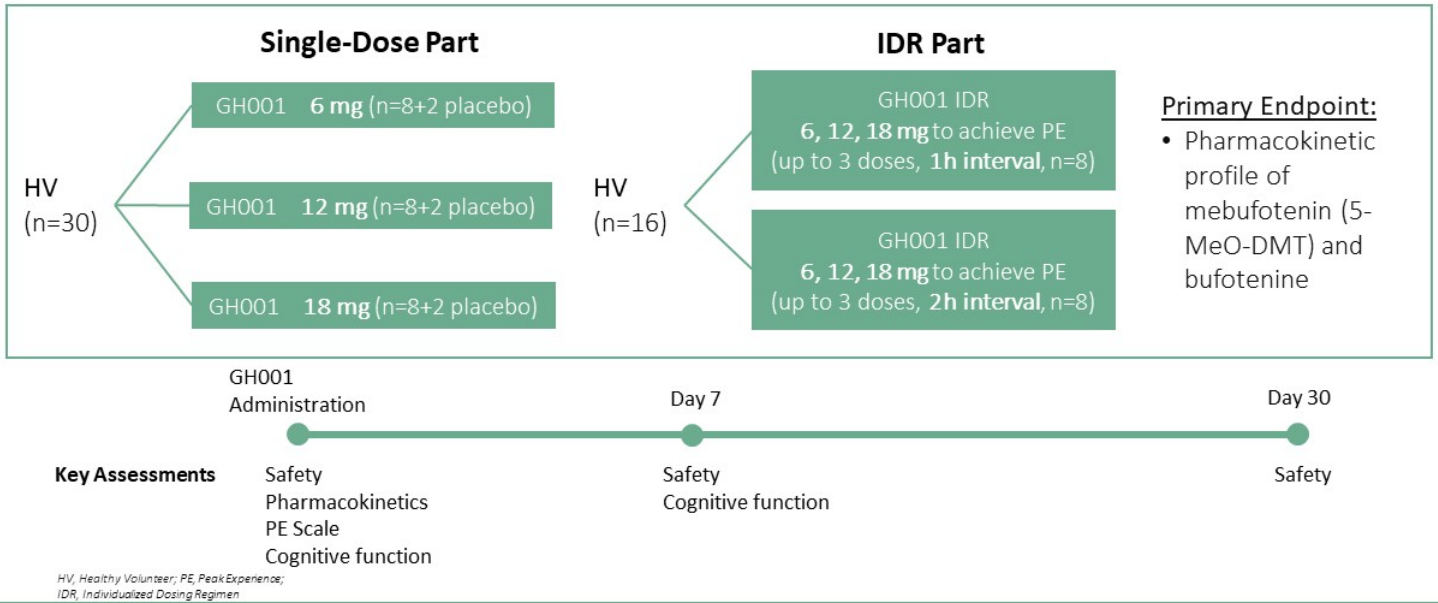 Single-Dose Part
HV
(n=30)
GH001 6 mg (n=8+2 placebo)
GH001 12 mg (n=8+2 placebo)
GH001 18 mg (n=8+2 placebo)
IDR Part
HV
(n=16)
GH001 IDR
6, 12, 18 mg to achieve PE
(up to 3 doses, 1h interval, n=8)
GH001 IDR
6, 12, 18 mg to achieve PE
(up to 3 doses, 2h interval, n=8)
Primary Endpoint:
• Pharmacokinetic
profile of
mebufotenin (5-
MeO-DMT) and
bufotenine
GH001
Administration
Day 7
Day 30
Key Assessments
Safety
Pharmacokinetics
PE Scale
Cognitive function
Safety
Cognitive function
Safety
HV, Healthy Volunteer; PE, Peak Experience;
IDR, Individualized Dosing Regimen